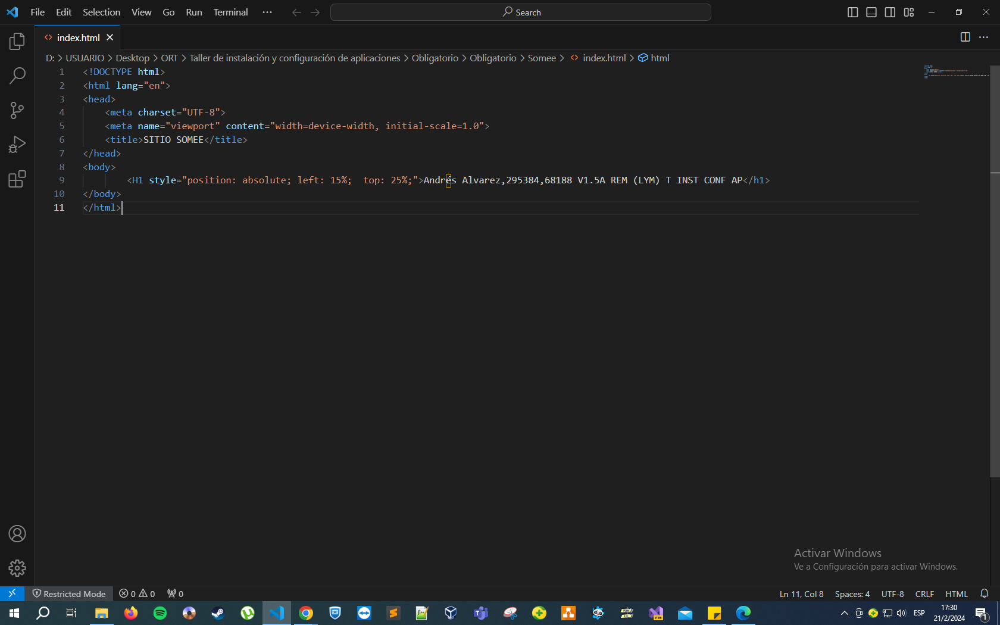 File Edit Selection View Go Run Terminal ··· Search
index.html
D: > USUARIO > Desktop > ORT > Taller de instalación y configuración de aplicaciones > Obligatorio > Obligatorio > Somee > <> index.html > html
1 <!DOCTYPE html>
2 <html lang="en">
3 <head>
4 <meta charset="UTF-8">
5 <meta name="viewport" content="width=device-width, initial-scale=1.0">
6 <title>SITIO SOMEE</title>
7 </head>
8 <body>
9 <H1 style="position: absolute; left: 15%;  top: 25%;">Andrés Alvarez,295384,68188 V1.5A REM (LYM) T INST CONF AP</h1>
10 </body>
11 </html>
Activar Windows
Ve a Configuración para activar Windows.
Restricted Mode 0 0 0 Ln 11, Col 8 Spaces: 4 UTF-8 CRLF HTML
ESP 17:30
21/2/2024 1